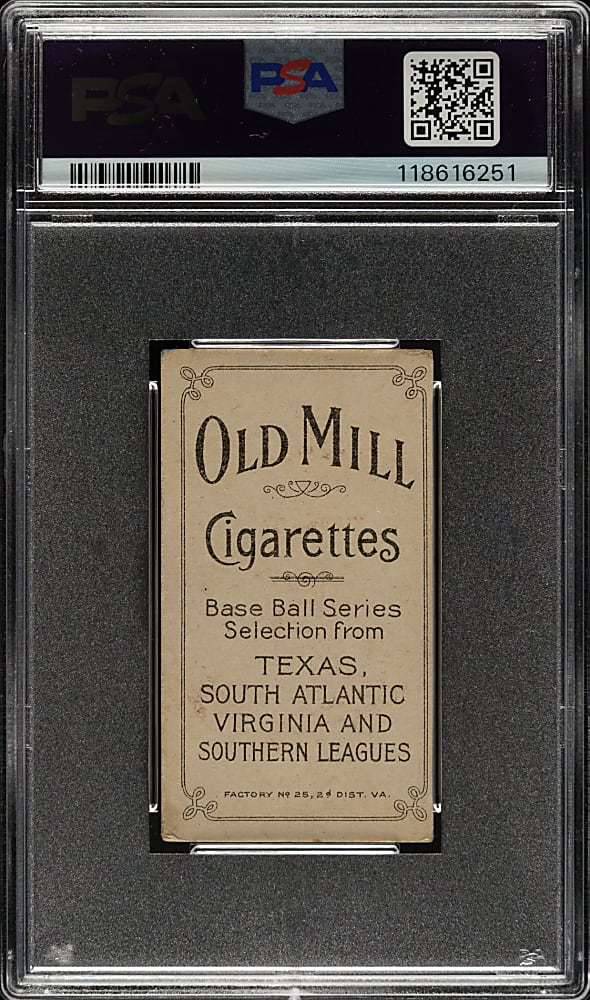 PSA
PSA
118616251
OLD MILL
Cigarettes
Base Ball Series
Selection from
TEXAS,
SOUTH ATLANTIC
VIRGINIA AND
SOUTHERN LEAGUES
FACTORY Nº 25, 2d DIST. VA.